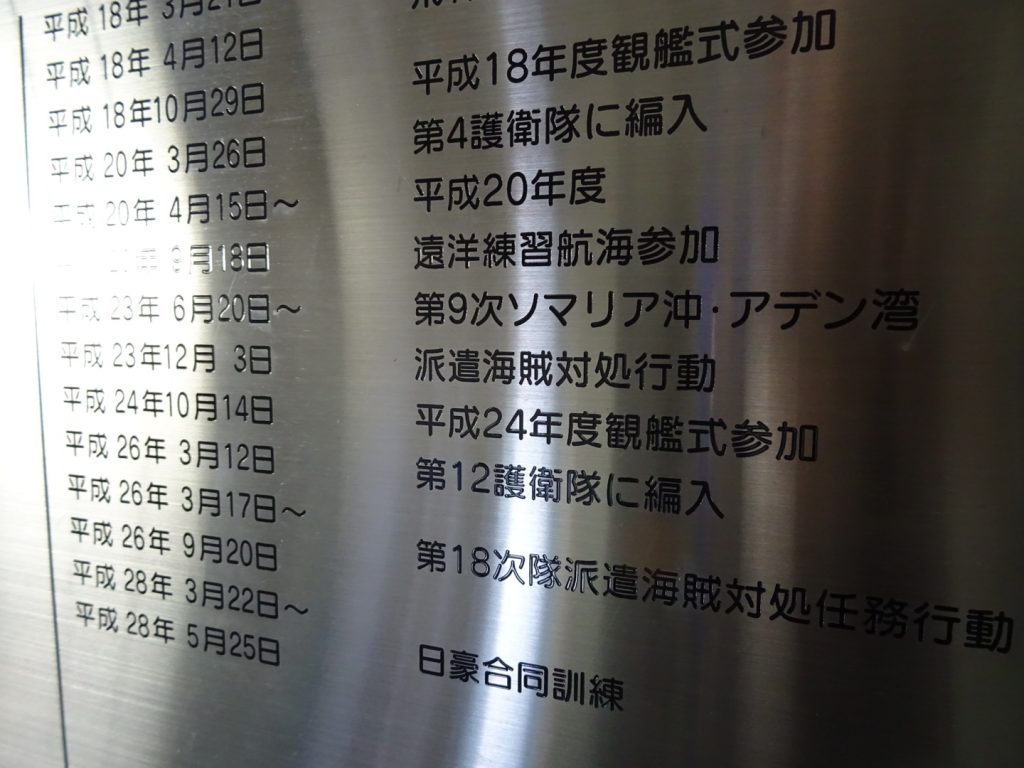 平成 18年 3月21日
平成 18年 4月12日
平成 18年10月29日 平成18年度観艦式参加
平成 20年 3月26日 第4護衛隊に編入
平成 20年 4月15日～ 平成20年度
9月18日 遠洋練習航海参加
平成 23年 6月20日～ 第9次ソマリア沖・アデン湾
平成 23年12月 3日 派遣海賊対処行動
平成 24年10月14日 平成24年度観艦式参加
平成 26年 3月12日 第12護衛隊に編入
平成 26年 3月17日～
平成 26年 9月20日 第18次隊派遣海賊対処任務行動
平成 28年 3月22日～
平成 28年 5月25日 日豪合同訓練